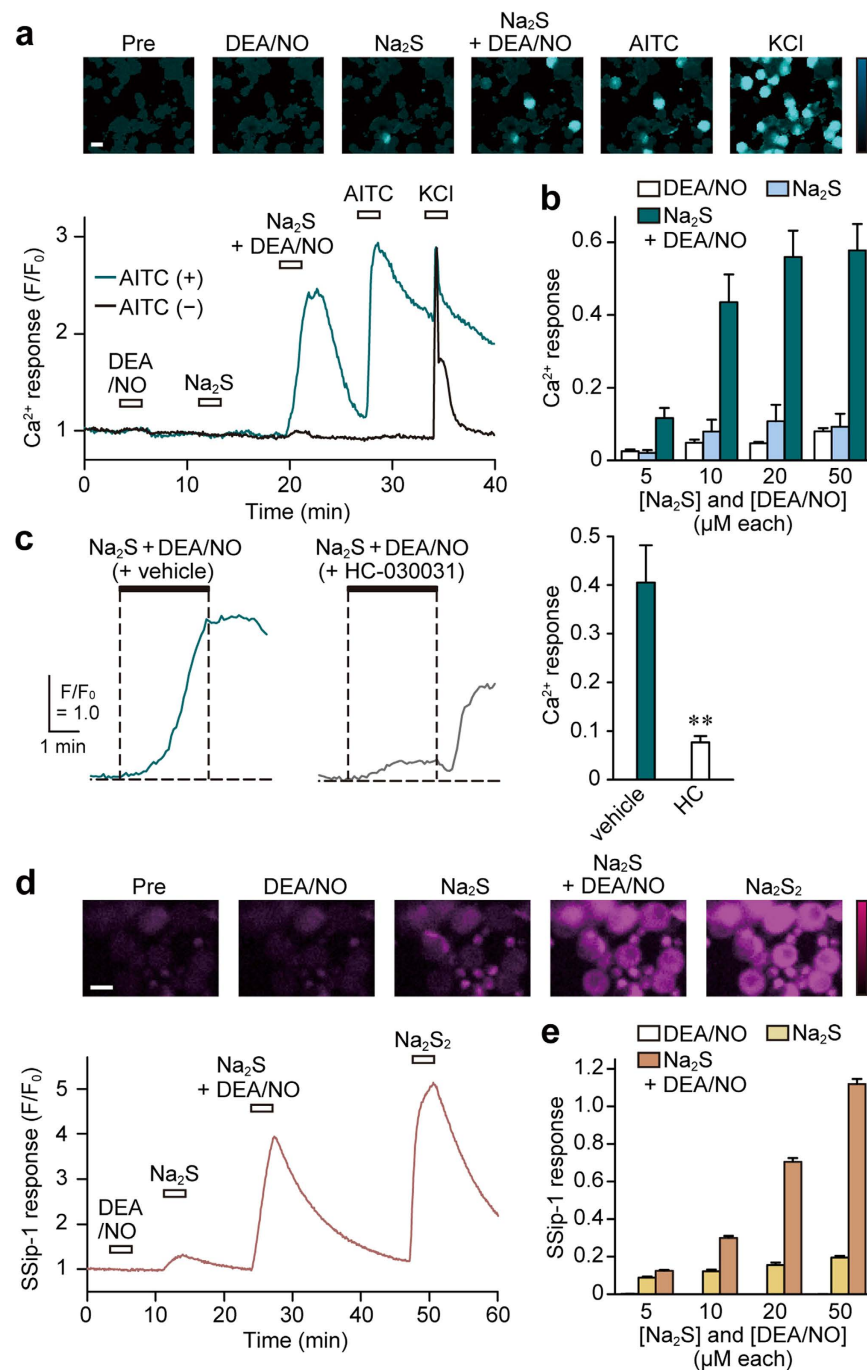 a
Pre
DEA/NO
Na₂S
Na₂S
+ DEA/NO
AITC
KCl
Ca²⁺ response (F/F₀)
3
2
1
AITC (+)
AITC (−)
DEA
/NO
Na₂S
Na₂S
+ DEA/NO
AITC
KCl
0 10 20 30 40
Time (min)
b
DEA/NO
Na₂S
Na₂S
+ DEA/NO
Ca²⁺ response
0.6
0.4
0.2
0
5 10 20 50
[Na₂S] and [DEA/NO]
(µM each)
c
Na₂S + DEA/NO
(+ vehicle)
Na₂S + DEA/NO
(+ HC-030031)
F/F₀
= 1.0
1 min
Ca²⁺ response
0.5
0.4
0.3
0.2
0.1
0
**
vehicle
HC
d
Pre
DEA/NO
Na₂S
Na₂S
+ DEA/NO
Na₂S₂
SSip-1 response (F/F₀)
5
4
3
2
1
DEA
/NO
Na₂S
Na₂S
+ DEA/NO
Na₂S₂
0 10 20 30 40 50 60
Time (min)
e
DEA/NO
Na₂S
Na₂S
+ DEA/NO
SSip-1 response
1.2
1.0
0.8
0.6
0.4
0.2
0
5 10 20 50
[Na₂S] and [DEA/NO]
(µM each)